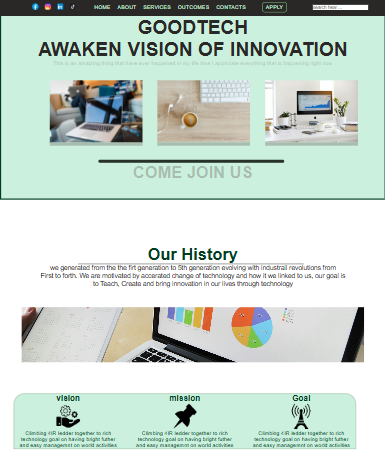 HOME ABOUT SERVICES OUTCOMES CONTACTS APPLY search hear....
GOODTECH
AWAKEN VISION OF INNOVATION
This is an amazing thing that have ever happened in my life time I appriciate everything that is happening right now
COME JOIN US
Our History
we generated from the the firt generation to 5th generation evolving with industrail revolutions from
First to forth. We are motivated by accerated change of technology and how it we linked to us, our goal is
to Teach, Create and bring innovation in our lives through technology
vision
mission
Goal
Climbing 4IR ledder together to rich
technology goal on having bright futher
and easy managemnt on world activities
Climbing 4IR ledder together to rich
technology goal on having bright futher
and easy managemnt on world activities
Climbing 4IR ledder together to rich
technology goal on having bright futher
and easy managemnt on world activities